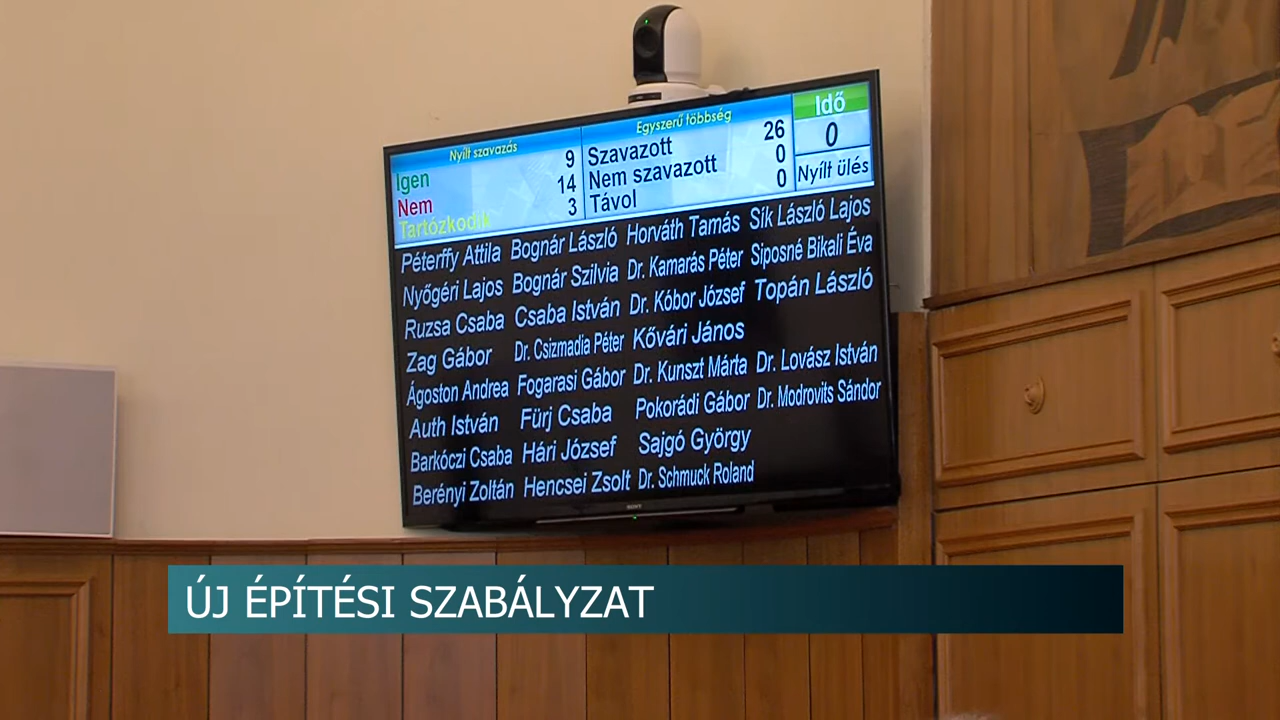 Nyílt szavazás
Igen 9
Nem 14
Tartózkodik 3
Egyszerű többség
Szavazott 26
Nem szavazott 0
Távol 0
Idő
0
Nyílt ülés
Péterffy Attila Bognár László Horváth Tamás Sík László Lajos
Nyőgéri Lajos Bognár Szilvia Dr. Kamarás Péter Siposné Bikali Éva
Ruzsa Csaba Csaba István Dr. Kóbor József Topán László
Zag Gábor Dr. Csizmadia Péter Kővári János
Ágoston Andrea Fogarasi Gábor Dr. Kunszt Márta Dr. Lovász István
Auth István Fürj Csaba Pokorádi Gábor Dr. Modrovits Sándor
Barkóczi Csaba Hári József Sajgó György
Berényi Zoltán Hencsei Zsolt Dr. Schmuck Roland
SONY
ÚJ ÉPÍTÉSI SZABÁLYZAT